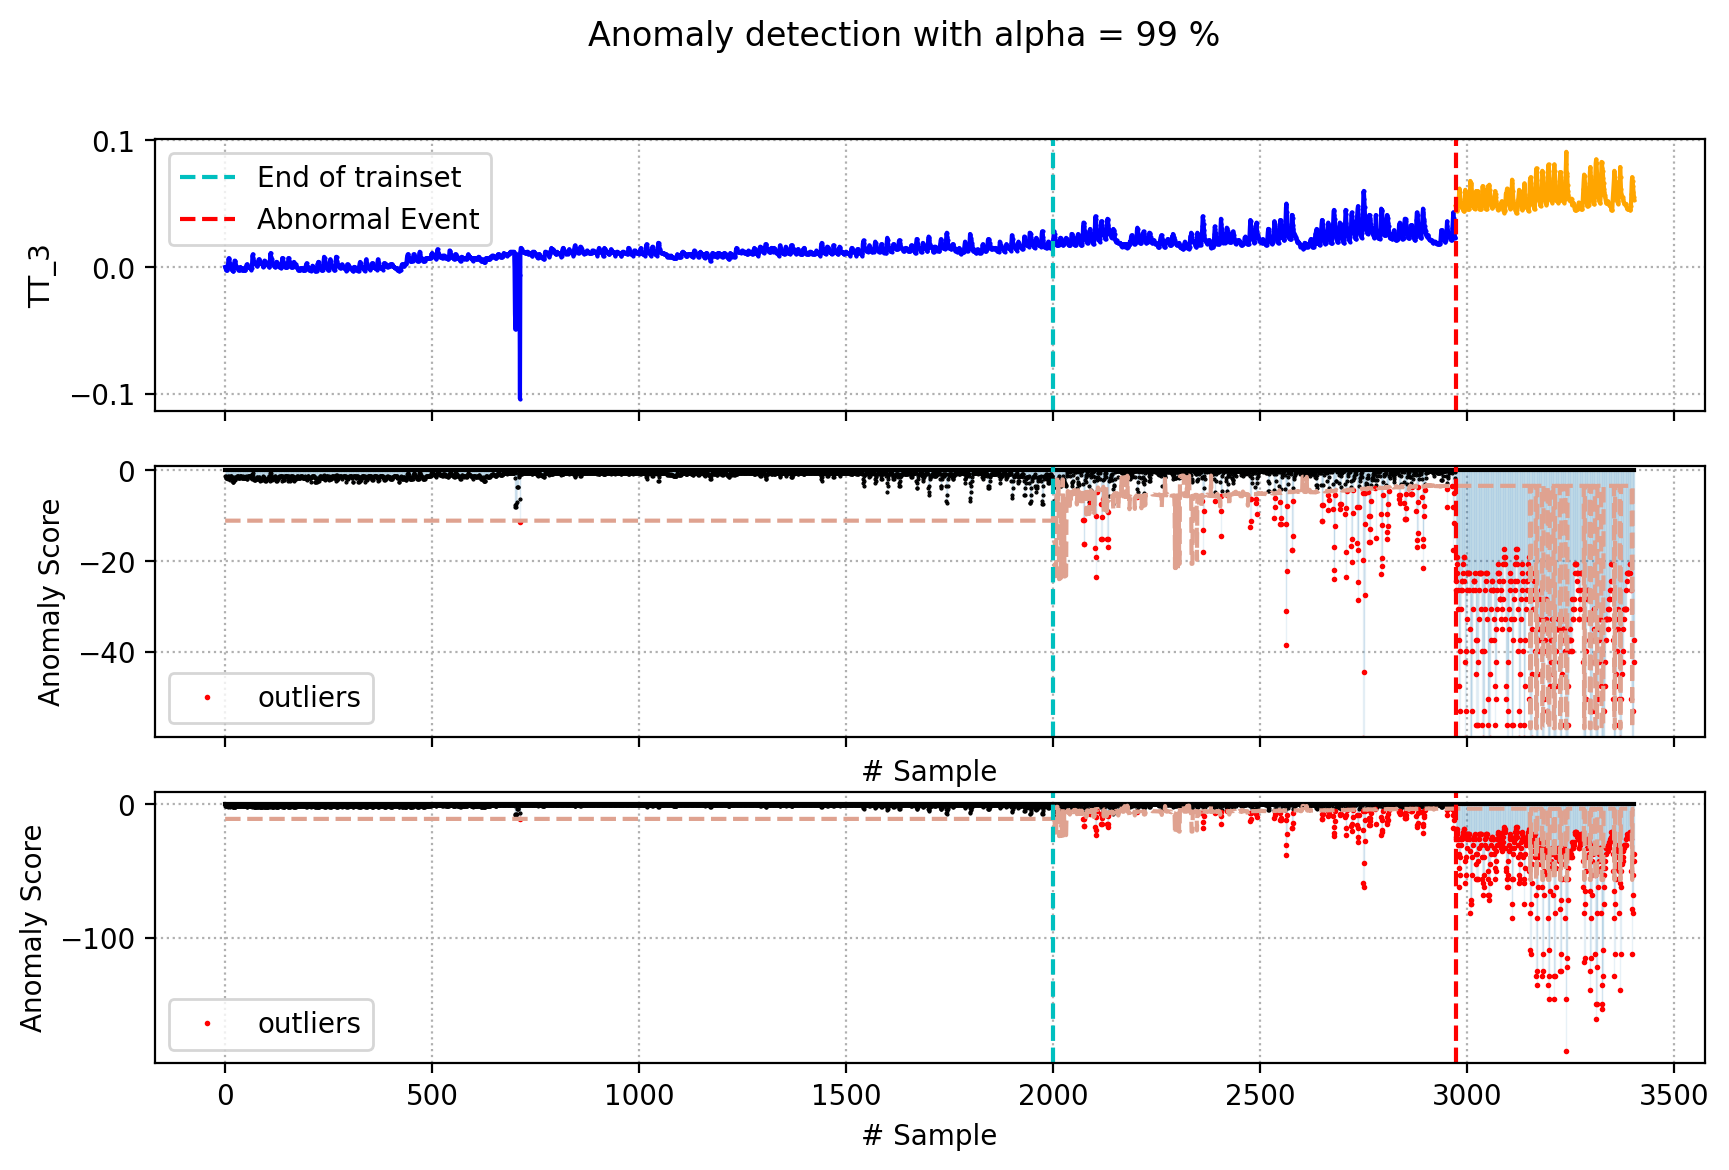 Anomaly detection with alpha = 99 %
0.1
0.0
−0.1
TT_3
End of trainset
Abnormal Event
0
−20
−40
Anomaly Score
outliers
# Sample
0
−100
Anomaly Score
outliers
0 500 1000 1500 2000 2500 3000 3500
# Sample